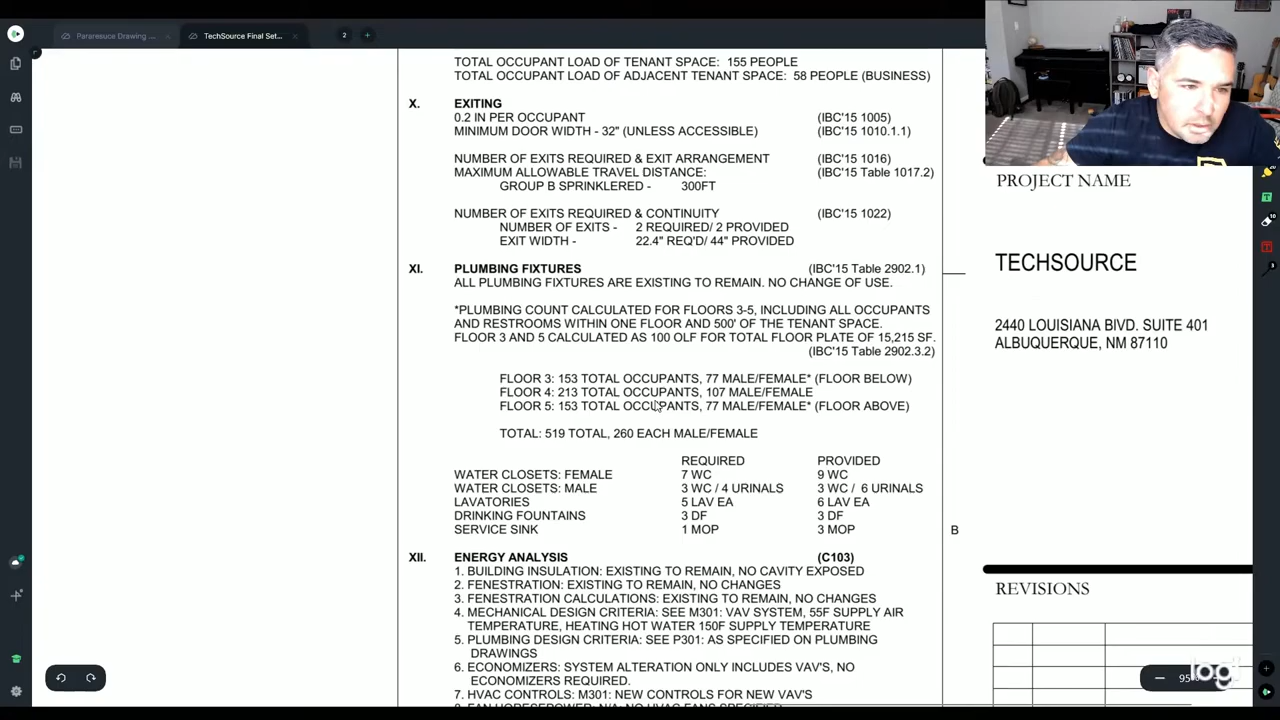 Pararesuce Drawing ...
TechSource Final Set...
2
TOTAL OCCUPANT LOAD OF TENANT SPACE: 155 PEOPLE
TOTAL OCCUPANT LOAD OF ADJACENT TENANT SPACE: 58 PEOPLE (BUSINESS)
X. EXITING
0.2 IN PER OCCUPANT (IBC'15 1005)
MINIMUM DOOR WIDTH - 32" (UNLESS ACCESSIBLE) (IBC'15 1010.1.1)
NUMBER OF EXITS REQUIRED & EXIT ARRANGEMENT (IBC'15 1016)
MAXIMUM ALLOWABLE TRAVEL DISTANCE: (IBC'15 Table 1017.2)
GROUP B SPRINKLERED - 300FT
NUMBER OF EXITS REQUIRED & CONTINUITY (IBC'15 1022)
NUMBER OF EXITS - 2 REQUIRED/ 2 PROVIDED
EXIT WIDTH - 22.4" REQ'D/ 44" PROVIDED
XI. PLUMBING FIXTURES (IBC'15 Table 2902.1)
ALL PLUMBING FIXTURES ARE EXISTING TO REMAIN. NO CHANGE OF USE.
*PLUMBING COUNT CALCULATED FOR FLOORS 3-5, INCLUDING ALL OCCUPANTS
AND RESTROOMS WITHIN ONE FLOOR AND 500' OF THE TENANT SPACE.
FLOOR 3 AND 5 CALCULATED AS 100 OLF FOR TOTAL FLOOR PLATE OF 15,215 SF.
(IBC'15 Table 2902.3.2)
FLOOR 3: 153 TOTAL OCCUPANTS, 77 MALE/FEMALE* (FLOOR BELOW)
FLOOR 4: 213 TOTAL OCCUPANTS, 107 MALE/FEMALE
FLOOR 5: 153 TOTAL OCCUPANTS, 77 MALE/FEMALE* (FLOOR ABOVE)
TOTAL: 519 TOTAL, 260 EACH MALE/FEMALE
REQUIRED PROVIDED
WATER CLOSETS: FEMALE 7 WC 9 WC
WATER CLOSETS: MALE 3 WC / 4 URINALS 3 WC / 6 URINALS
LAVATORIES 5 LAV EA 6 LAV EA
DRINKING FOUNTAINS 3 DF 3 DF
SERVICE SINK 1 MOP 3 MOP
B
XII. ENERGY ANALYSIS (C103)
1. BUILDING INSULATION: EXISTING TO REMAIN, NO CAVITY EXPOSED
2. FENESTRATION: EXISTING TO REMAIN, NO CHANGES
3. FENESTRATION CALCULATIONS: EXISTING TO REMAIN, NO CHANGES
4. MECHANICAL DESIGN CRITERIA: SEE M301: VAV SYSTEM, 55F SUPPLY AIR
TEMPERATURE, HEATING HOT WATER 150F SUPPLY TEMPERATURE
5. PLUMBING DESIGN CRITERIA: SEE P301: AS SPECIFIED ON PLUMBING
DRAWINGS
6. ECONOMIZERS: SYSTEM ALTERATION ONLY INCLUDES VAV'S, NO
ECONOMIZERS REQUIRED.
7. HVAC CONTROLS: M301: NEW CONTROLS FOR NEW VAV'S
PROJECT NAME
TECHSOURCE
2440 LOUISIANA BLVD. SUITE 401
ALBUQUERQUE, NM 87110
REVISIONS
95%
logi